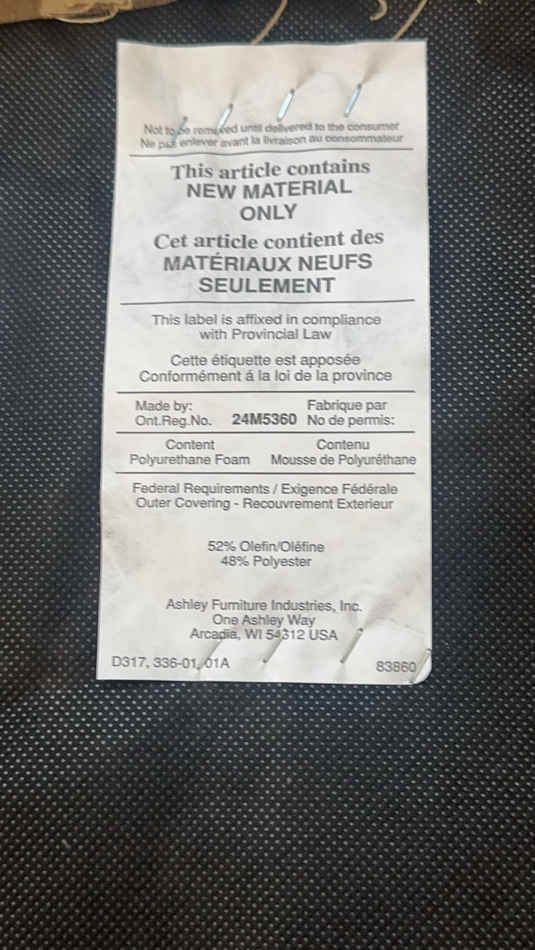 Not to be removed until delivered to the consumer
Ne pas enlever avant la livraison au consommateur
This article contains
NEW MATERIAL
ONLY
Cet article contient des
MATÉRIAUX NEUFS
SEULEMENT
This label is affixed in compliance
with Provincial Law
Cette étiquette est apposée
Conformément á la loi de la province
Made by: Fabrique par
Ont.Reg.No. 24M5360 No de permis:
Content Contenu
Polyurethane Foam Mousse de Polyuréthane
Federal Requirements / Exigence Fédérale
Outer Covering - Recouvrement Exterieur
52% Olefin/Oléfine
48% Polyester
Ashley Furniture Industries, Inc.
One Ashley Way
Arcadia, WI 54312 USA
D317, 336-01, 01A 83860